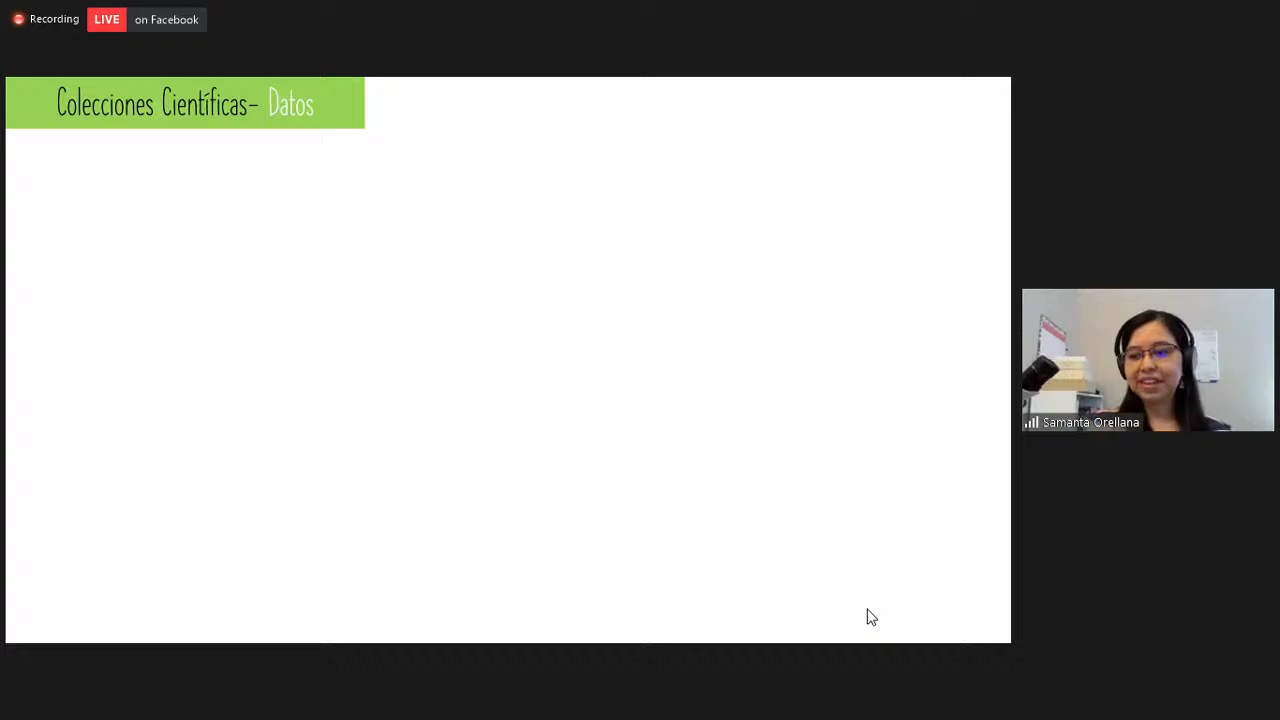 Recording
LIVE on Facebook
Colecciones Científicas- Datos
Samanta Orellana